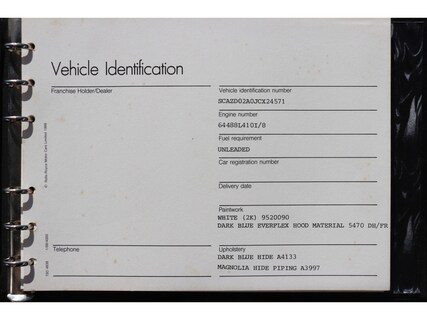 Vehicle Identification
Franchise Holder/Dealer
Telephone
Vehicle identification number
SCAZD02A0JCX24571
Engine number
64488L410I/8
Fuel requirement
UNLEADED
Car registration number
Delivery date
Paintwork
WHITE (2K) 9520090
DARK BLUE EVERFLEX HOOD MATERIAL 5470 DH/FR
Upholstery
DARK BLUE HIDE A4133
MAGNOLIA HIDE PIPING A3997